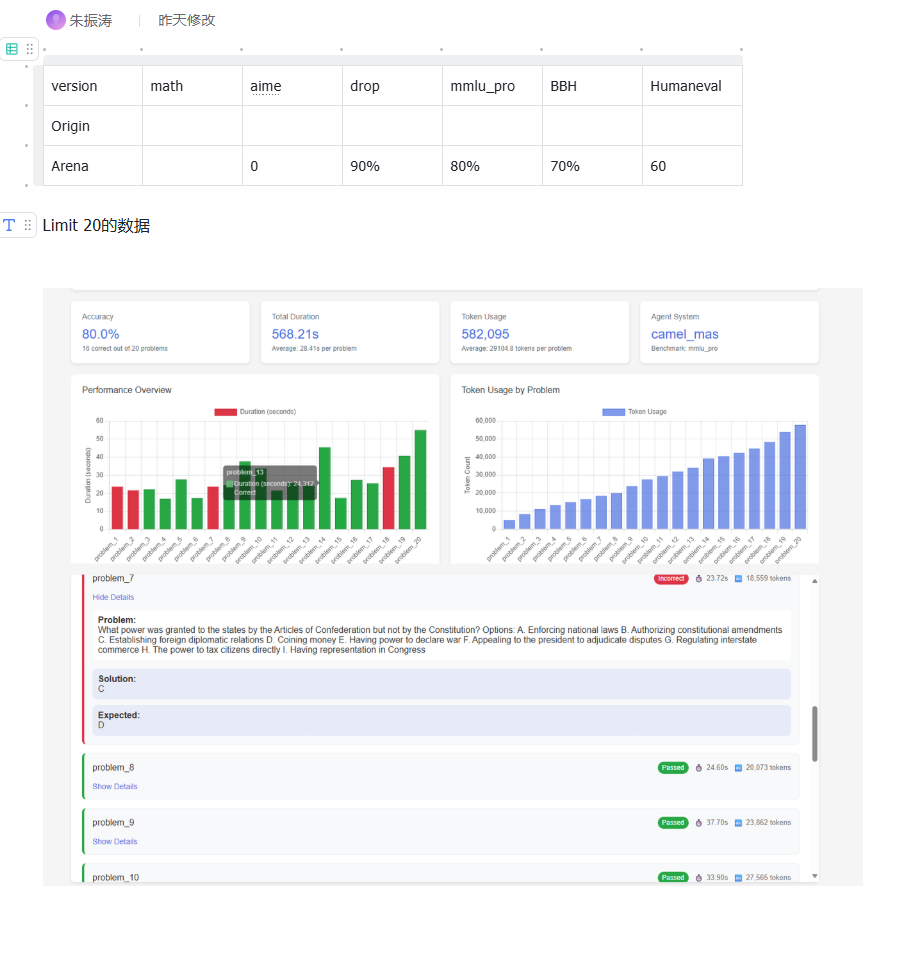 朱振涛 昨天修改
version math aime drop mmlu_pro BBH Humaneval
Origin
Arena 0 90% 80% 70% 60
Limit 20的数据
Accuracy Total Duration Token Usage Agent System
80.0% 568.21s 582,095 camel_mas
16 correct out of 20 problems Average: 28.41s per problem Average: 29104.8 tokens per problem Benchmark: mmlu_pro
Performance Overview
Duration (seconds)
60
50
40
30
20
10
0
Duration (seconds)
problem_13
Duration (seconds): 24.312
Correct
problem_1 problem_2 problem_3 problem_4 problem_5 problem_6 problem_7 problem_8 problem_9 problem_10 problem_11 problem_12 problem_13 problem_14 problem_15 problem_16 problem_17 problem_18 problem_19 problem_20
Token Usage by Problem
Token Usage
60,000
50,000
40,000
30,000
20,000
10,000
0
Token Count
problem_1 problem_2 problem_3 problem_4 problem_5 problem_6 problem_7 problem_8 problem_9 problem_10 problem_11 problem_12 problem_13 problem_14 problem_15 problem_16 problem_17 problem_18 problem_19 problem_20
problem_7 Incorrect 23.72s 18,559 tokens
Hide Details
Problem:
What power was granted to the states by the Articles of Confederation but not by the Constitution? Options: A. Enforcing national laws B. Authorizing constitutional amendments
C. Establishing foreign diplomatic relations D. Coining money E. Having power to declare war F. Appealing to the president to adjudicate disputes G. Regulating interstate
commerce H. The power to tax citizens directly I. Having representation in Congress
Solution:
C
Expected:
D
problem_8 Passed 24.60s 20,073 tokens
Show Details
problem_9 Passed 37.70s 23,862 tokens
Show Details
problem_10 Passed 33.90s 27,565 tokens